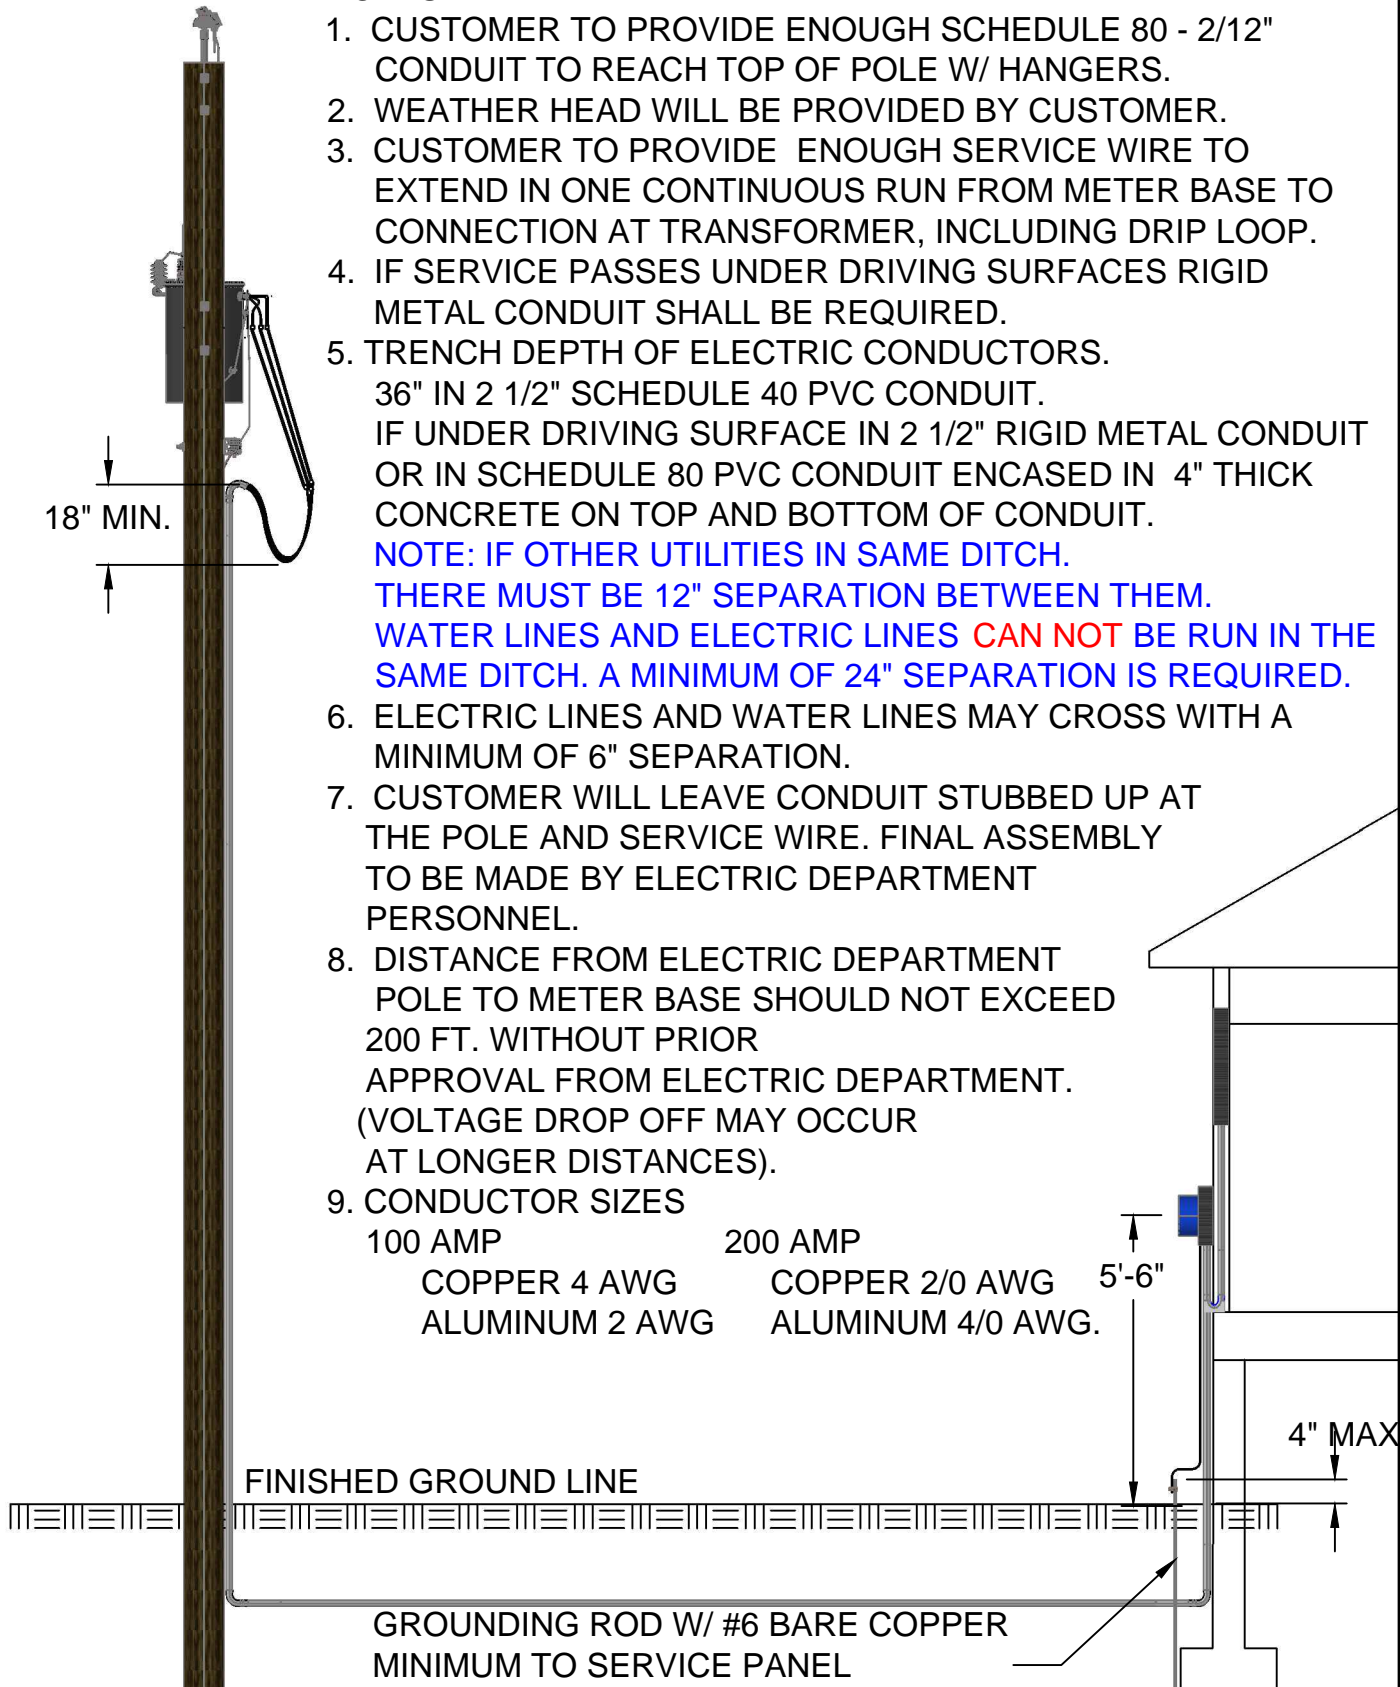 1. CUSTOMER TO PROVIDE ENOUGH SCHEDULE 80 - 2/12"
CONDUIT TO REACH TOP OF POLE W/ HANGERS.
2. WEATHER HEAD WILL BE PROVIDED BY CUSTOMER.
3. CUSTOMER TO PROVIDE ENOUGH SERVICE WIRE TO
EXTEND IN ONE CONTINUOUS RUN FROM METER BASE TO
CONNECTION AT TRANSFORMER, INCLUDING DRIP LOOP.
4. IF SERVICE PASSES UNDER DRIVING SURFACES RIGID
METAL CONDUIT SHALL BE REQUIRED.
5. TRENCH DEPTH OF ELECTRIC CONDUCTORS.
36" IN 2 1/2" SCHEDULE 40 PVC CONDUIT.
IF UNDER DRIVING SURFACE IN 2 1/2" RIGID METAL CONDUIT
OR IN SCHEDULE 80 PVC CONDUIT ENCASED IN 4" THICK
CONCRETE ON TOP AND BOTTOM OF CONDUIT.
18" MIN.
NOTE: IF OTHER UTILITIES IN SAME DITCH.
THERE MUST BE 12" SEPARATION BETWEEN THEM.
WATER LINES AND ELECTRIC LINES CAN NOT BE RUN IN THE
SAME DITCH. A MINIMUM OF 24" SEPARATION IS REQUIRED.
6. ELECTRIC LINES AND WATER LINES MAY CROSS WITH A
MINIMUM OF 6" SEPARATION.
7. CUSTOMER WILL LEAVE CONDUIT STUBBED UP AT
THE POLE AND SERVICE WIRE. FINAL ASSEMBLY
TO BE MADE BY ELECTRIC DEPARTMENT
PERSONNEL.
8. DISTANCE FROM ELECTRIC DEPARTMENT
POLE TO METER BASE SHOULD NOT EXCEED
200 FT. WITHOUT PRIOR
APPROVAL FROM ELECTRIC DEPARTMENT.
(VOLTAGE DROP OFF MAY OCCUR
AT LONGER DISTANCES).
9. CONDUCTOR SIZES
100 AMP 200 AMP
COPPER 4 AWG COPPER 2/0 AWG
ALUMINUM 2 AWG ALUMINUM 4/0 AWG.
5'-6"
4" MAX
FINISHED GROUND LINE
GROUNDING ROD W/ #6 BARE COPPER
MINIMUM TO SERVICE PANEL